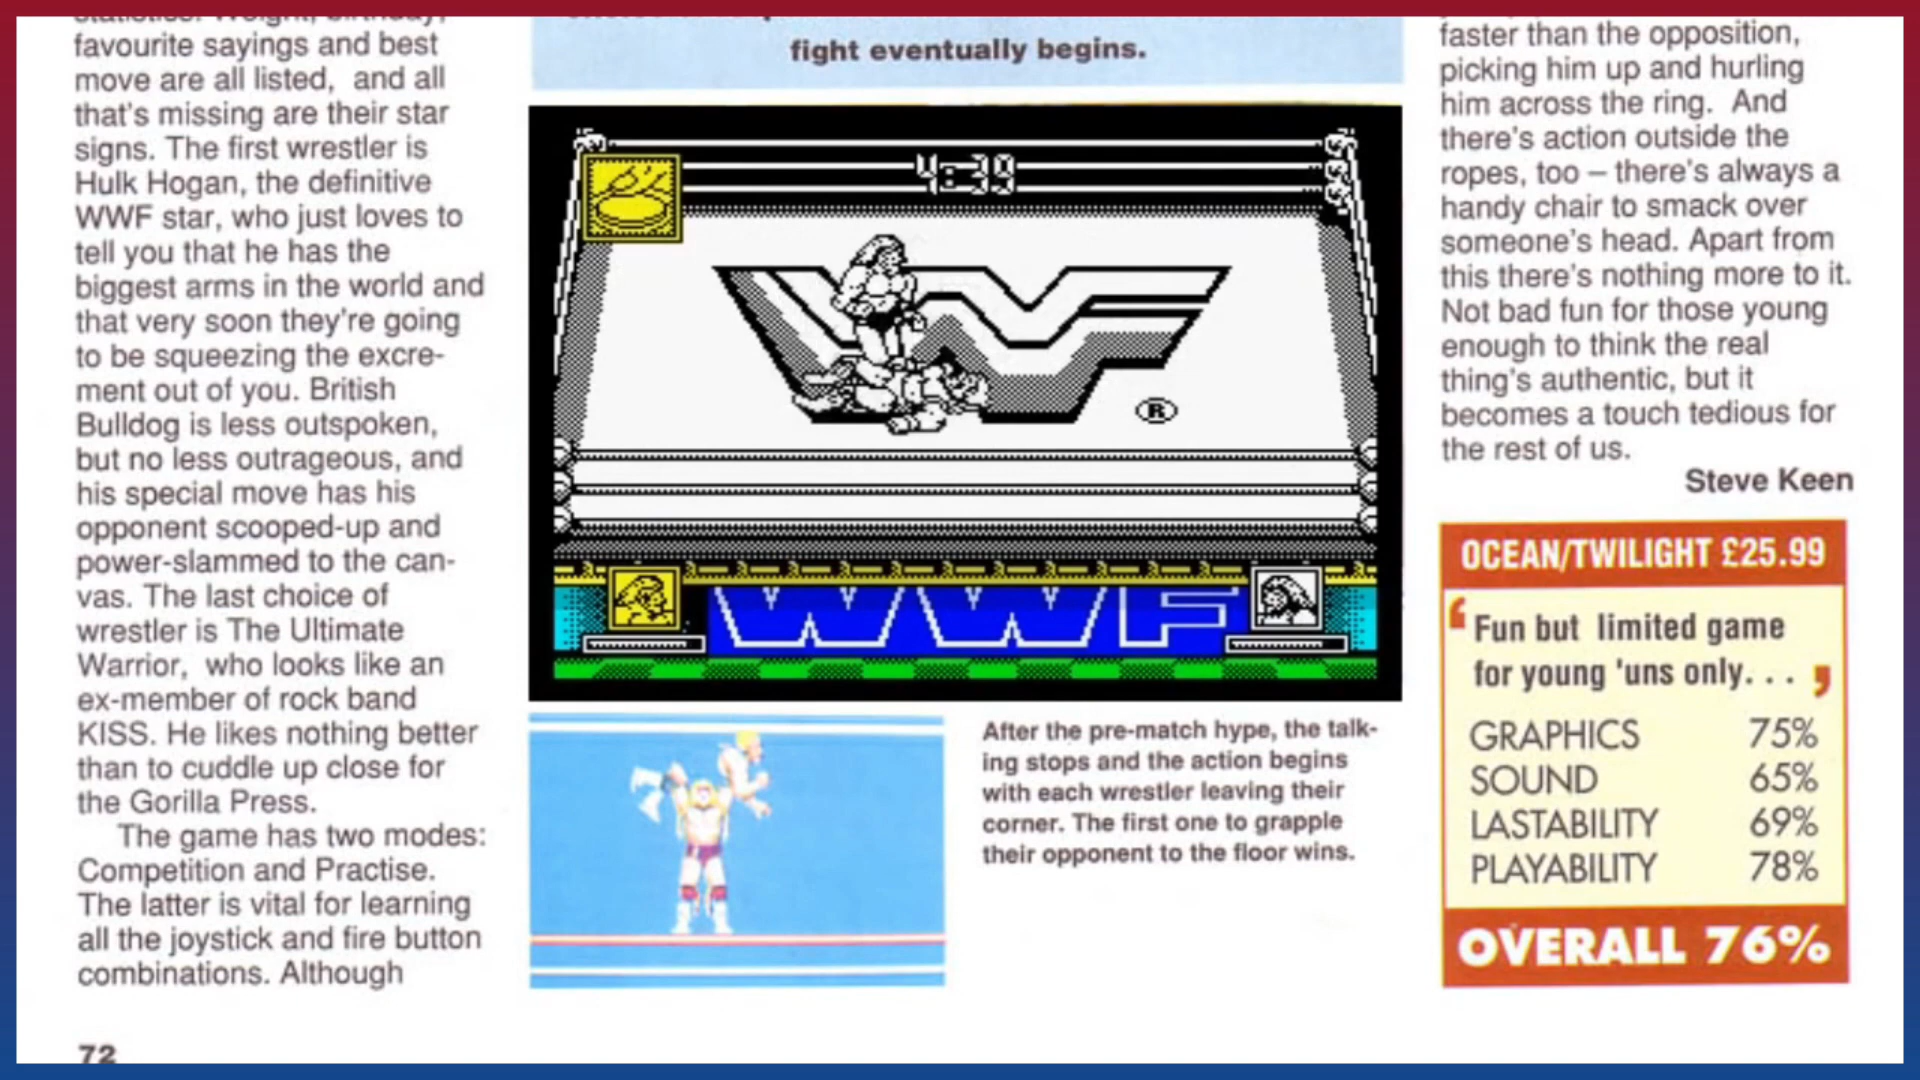 statistics. Weight, birthday,
favourite sayings and best
move are all listed, and all
that's missing are their star
signs. The first wrestler is
Hulk Hogan, the definitive
WWF star, who just loves to
tell you that he has the
biggest arms in the world and
that very soon they're going
to be squeezing the excre-
ment out of you. British
Bulldog is less outspoken,
but no less outrageous, and
his special move has his
opponent scooped-up and
power-slammed to the can-
vas. The last choice of
wrestler is The Ultimate
Warrior, who looks like an
ex-member of rock band
KISS. He likes nothing better
than to cuddle up close for
the Gorilla Press.
The game has two modes:
Competition and Practise.
The latter is vital for learning
all the joystick and fire button
combinations. Although
72
fight eventually begins.
4:39
WF
®
WWF
After the pre-match hype, the talk-
ing stops and the action begins
with each wrestler leaving their
corner. The first one to grapple
their opponent to the floor wins.
faster than the opposition,
picking him up and hurling
him across the ring. And
there's action outside the
ropes, too – there's always a
handy chair to smack over
someone's head. Apart from
this there's nothing more to it.
Not bad fun for those young
enough to think the real
thing's authentic, but it
becomes a touch tedious for
the rest of us.
Steve Keen
OCEAN/TWILIGHT £25.99
‘Fun but limited game
for young 'uns only. . . ’
GRAPHICS 75%
SOUND 65%
LASTABILITY 69%
PLAYABILITY 78%
OVERALL 76%